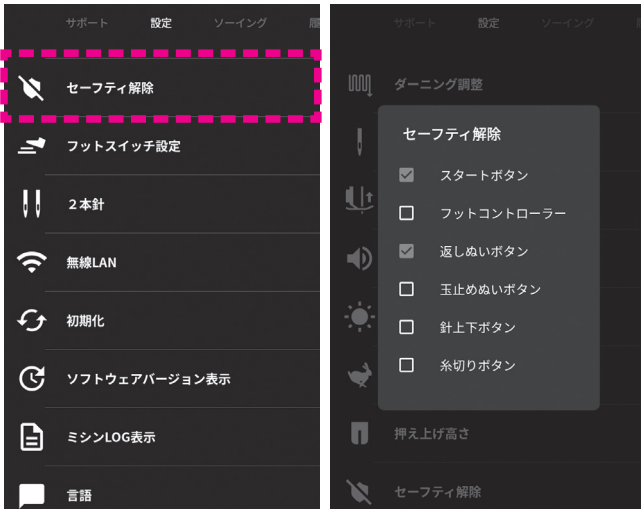 サポート 設定 ソーイング
セーフティ解除
フットスイッチ設定
２本針
無線LAN
初期化
ソフトウェアバージョン表示
ミシンLOG表示
言語
サポート 設定 ソーイング
ダーニング調整
セーフティ解除
スタートボタン
フットコントローラー
返しぬいボタン
玉止めぬいボタン
針上下ボタン
糸切りボタン
押え上げ高さ
セーフティ解除